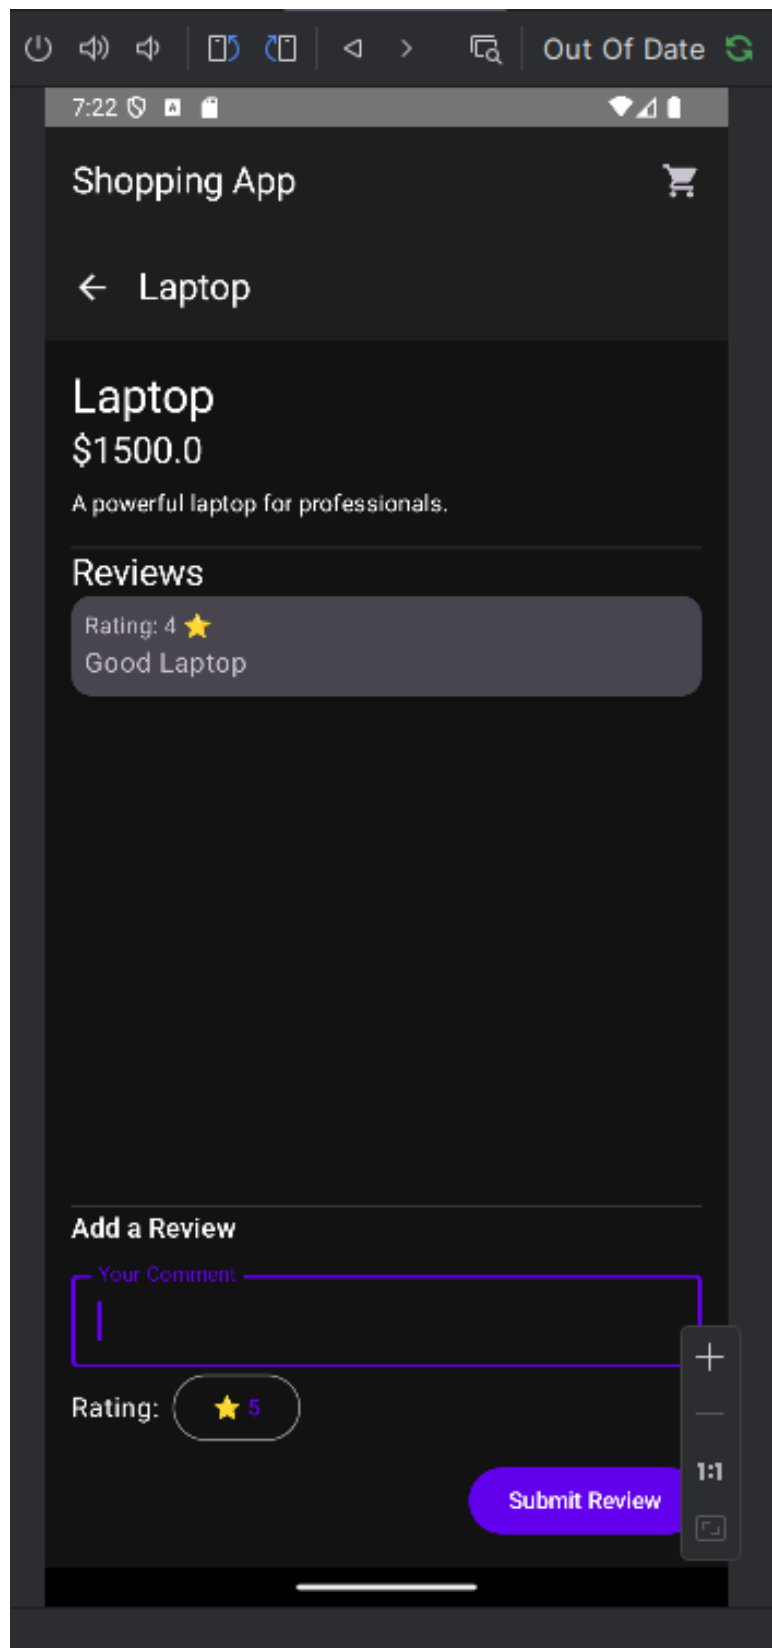 Out Of Date
7:22 A
Shopping App
Laptop
Laptop
$1500.0
A powerful laptop for professionals.
Reviews
Rating: 4 ⭐
Good Laptop
Add a Review
Your Comment
Rating: ⭐ 5
1:1
Submit Review